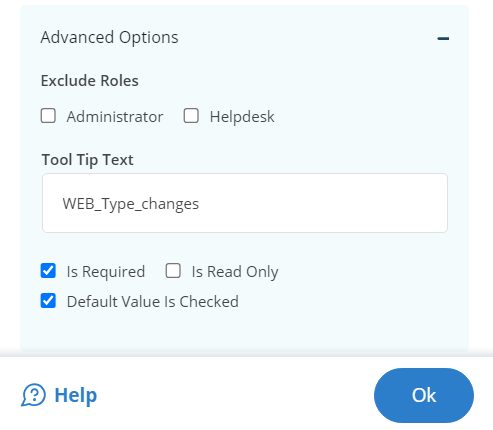 Advanced Options
Exclude Roles
Administrator Helpdesk
Tool Tip Text
WEB_Type_changes
Is Required Is Read Only
Default Value Is Checked
Help Ok